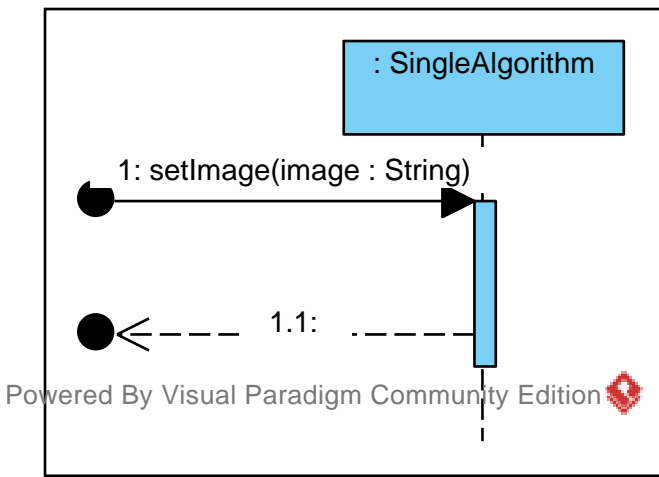 : SingleAlgorithm
1: setImage(image : String)
1.1:
Powered By Visual Paradigm Community Edition